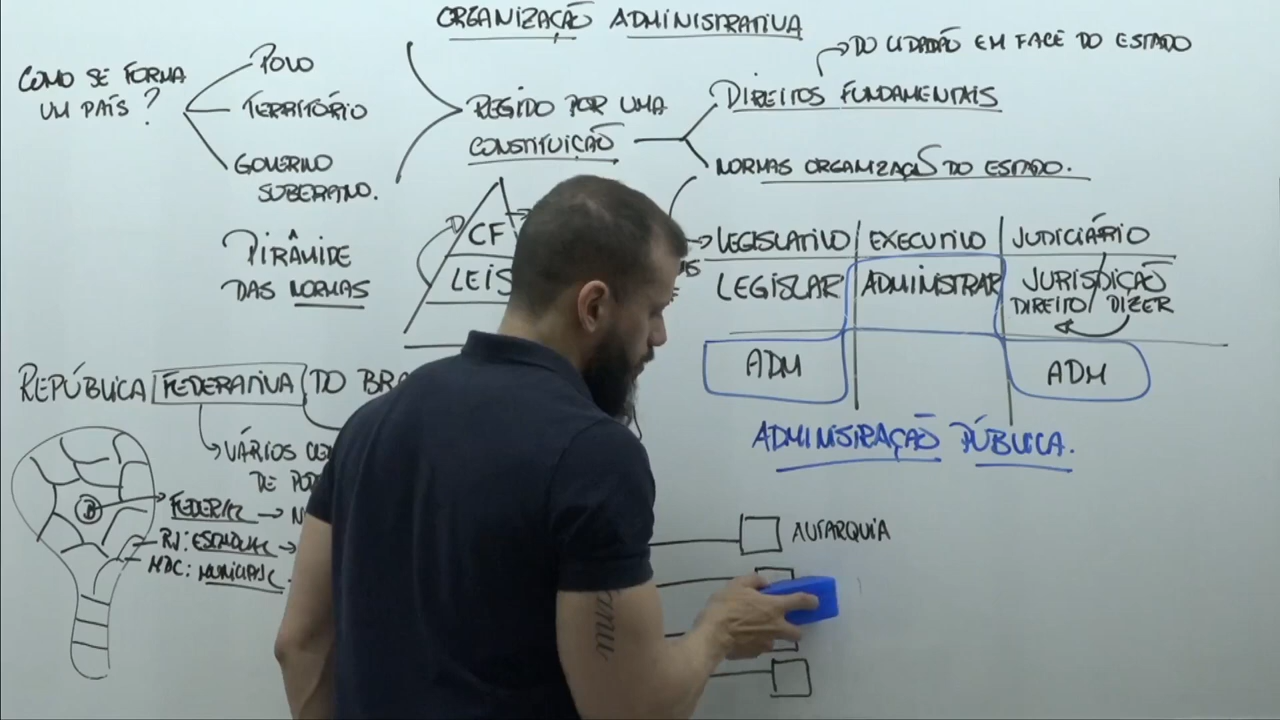 ORGANIZAÇÃO ADMINISTRATIVA
COMO SE FORMA
UM PAÍS?
POVO
TERRITÓRIO
GOVERNO
SOBERANO.
REGIDO POR UMA
CONSTITUIÇÃO
DO CIDADÃO EM FACE DO ESTADO
DIREITOS FUNDAMENTAIS
NORMAS ORGANIZAÇÃO DO ESTADO.
PIRÂMIDE
DAS NORMAS
CF
LEIS
LEGISLATIVO EXECUTIVO JUDICIÁRIO
LEGISLAR ADMINISTRAR JURISDIÇÃO
DIREITO/ DIZER
ADM ADM
ADMINISTRAÇÃO PÚBLICA.
REPÚBLICA FEDERATIVA DO BRA
VÁRIOS
DE
FEDERAL
RJ: ESTADUAL
MUNICIPAL
AUTARQUIA